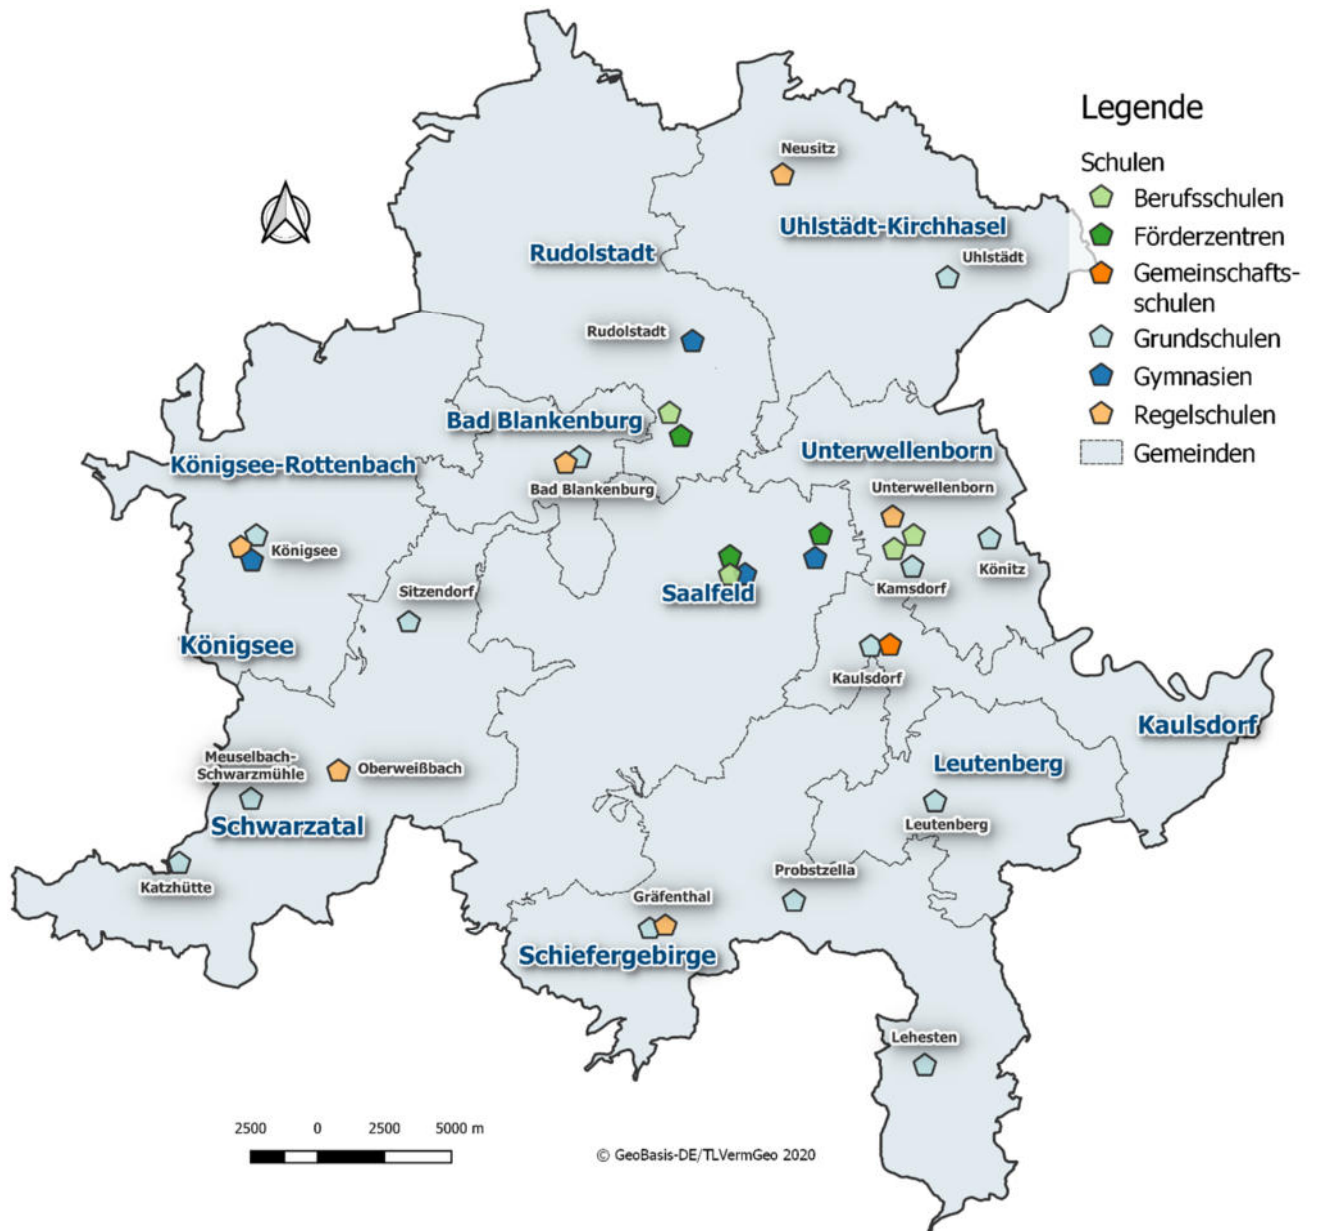 Legende
Schulen
Berufsschulen
Förderzentren
Gemeinschafts-
schulen
Grundschulen
Gymnasien
Regelschulen
Gemeinden
Neusitz
Uhlstädt-Kirchhasel
Uhlstädt
Rudolstadt
Rudolstadt
Bad Blankenburg
Bad Blankenburg
Unterwellenborn
Unterwellenborn
Königsee-Rottenbach
Königsee
Sitzendorf
Saalfeld
Kamsdorf
Könitz
Königsee
Kaulsdorf
Kaulsdorf
Meuselbach-
Schwarzmühle
Oberweißbach
Leutenberg
Leutenberg
Schwarzatal
Katzhütte
Probstzella
Gräfenthal
Schiefergebirge
Lehesten
2500 0 2500 5000 m
© GeoBasis-DE/TLVermGeo 2020